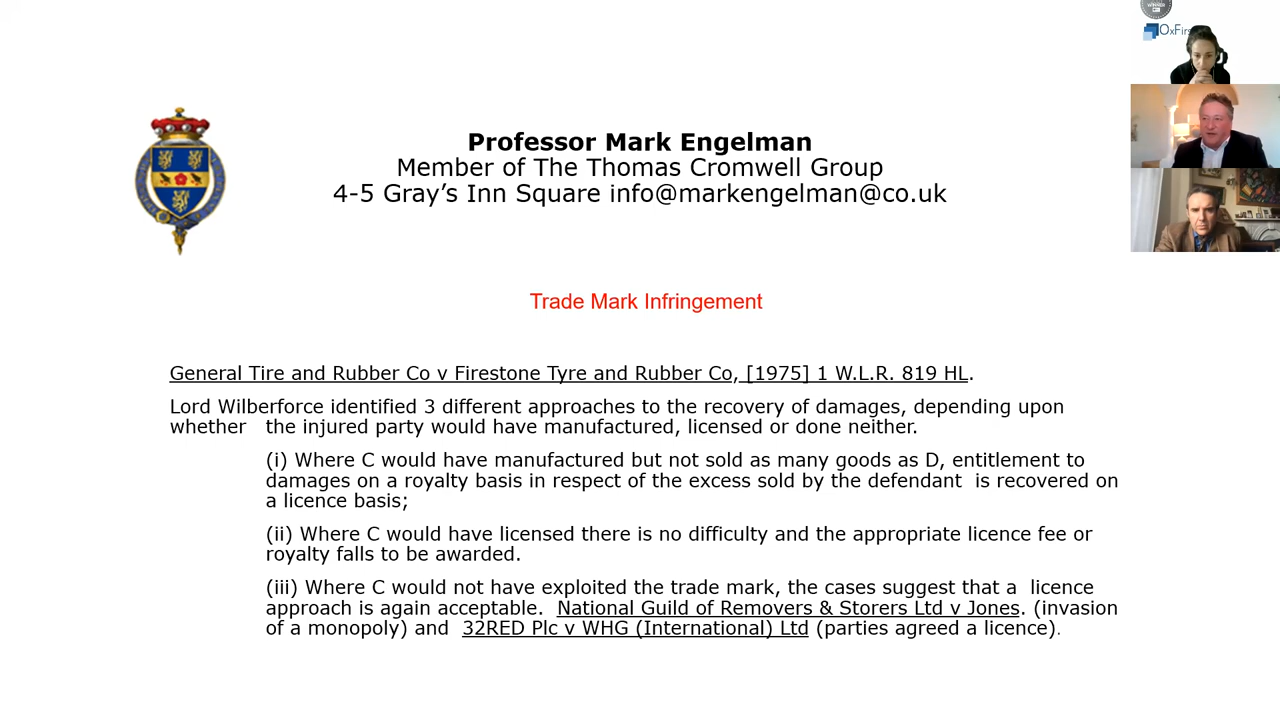 WINNER
OxFirs
Professor Mark Engelman
Member of The Thomas Cromwell Group
4-5 Gray’s Inn Square info@markengelman@co.uk
Trade Mark Infringement
General Tire and Rubber Co v Firestone Tyre and Rubber Co, [1975] 1 W.L.R. 819 HL.
Lord Wilberforce identified 3 different approaches to the recovery of damages, depending upon
whether the injured party would have manufactured, licensed or done neither.
(i) Where C would have manufactured but not sold as many goods as D, entitlement to
damages on a royalty basis in respect of the excess sold by the defendant is recovered on
a licence basis;
(ii) Where C would have licensed there is no difficulty and the appropriate licence fee or
royalty falls to be awarded.
(iii) Where C would not have exploited the trade mark, the cases suggest that a licence
approach is again acceptable. National Guild of Removers & Storers Ltd v Jones. (invasion
of a monopoly) and 32RED Plc v WHG (International) Ltd (parties agreed a licence).